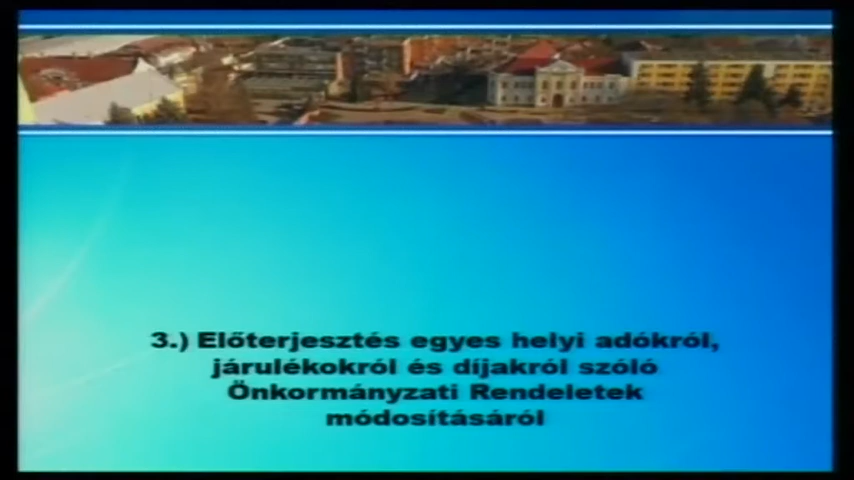 3.) Előterjesztés egyes helyi adókról,
járulékokról és díjakról szóló
Önkormányzati Rendeletek
módosításáról